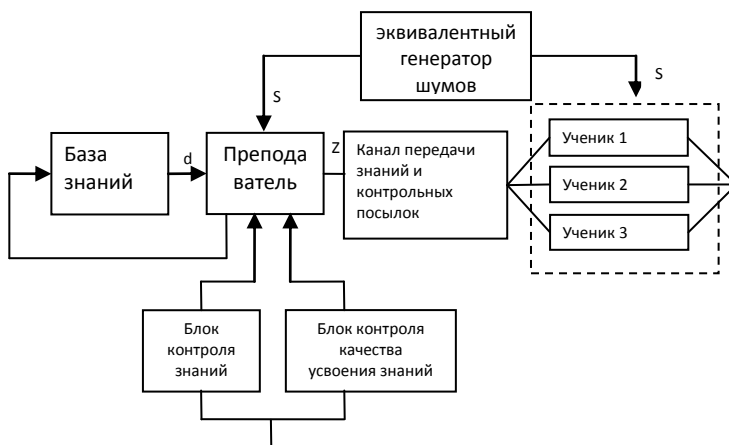 эквивалентный
генератор
шумов
S
S
База
знаний
d
Препода
ватель
Z
Канал передачи
знаний и
контрольных
посылок
Ученик 1
Ученик 2
Ученик 3
Блок
контроля
знаний
Блок контроля
качества
усвоения знаний